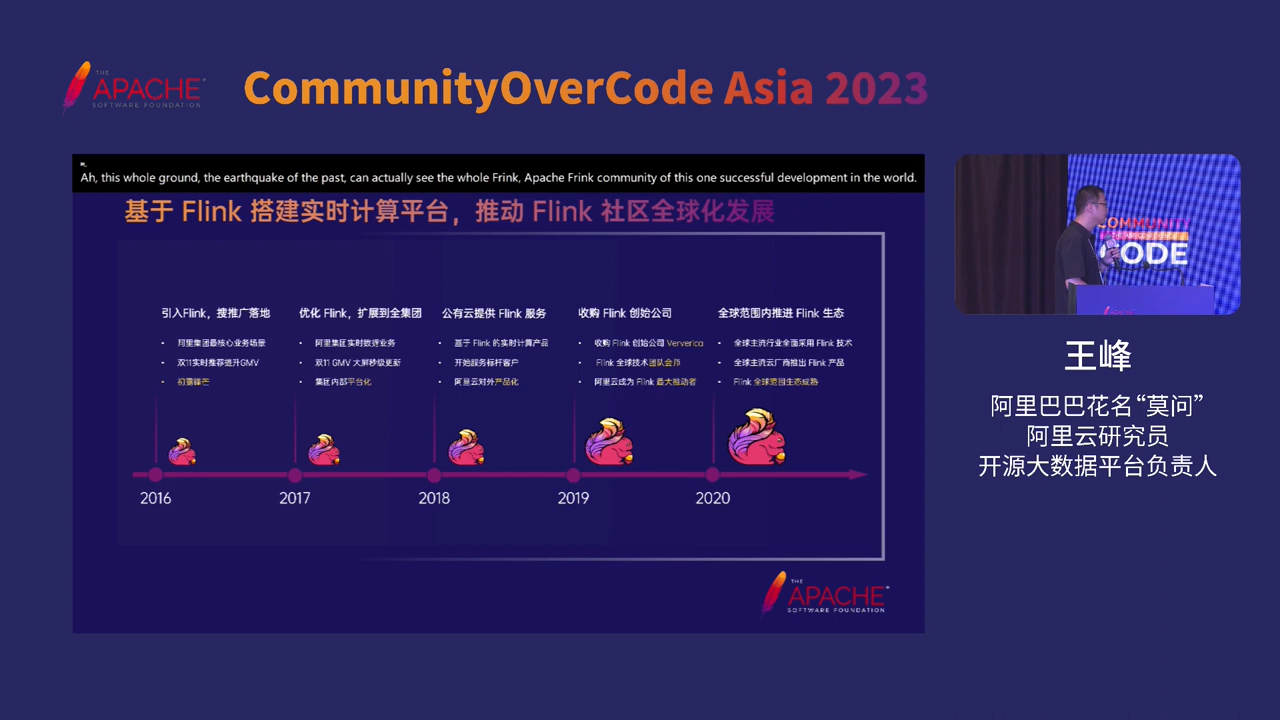 THE
APACHE
SOFTWARE FOUNDATION
CommunityOverCode Asia 2023
Ah, this whole ground, the earthquake of the past, can actually see the whole Frink, Apache Frink community of this one successful development in the world.
基于 Flink 搭建实时计算平台，推动 Flink 社区全球化发展
引入Flink，搜推广落地
• 阿里集团最核心业务场景
• 双11实时推荐提升GMV
• 初露锋芒
优化 Flink，扩展到全集团
• 阿里集团实时数据业务
• 双11 GMV 大屏秒级更新
• 集团内部平台化
公有云提供 Flink 服务
• 基于 Flink 的实时计算产品
• 开始服务标杆客户
• 阿里云对外产品化
收购 Flink 创始公司
• 收购 Flink 创始公司 Ververica
• Flink 全球技术团队会师
• 阿里云成为 Flink 最大推动者
全球范围内推进 Flink 生态
• 全球主流行业全面采用 Flink 技术
• 全球主流云厂商推出 Flink 产品
• Flink 全球范围生态成熟
2016
2017
2018
2019
2020
THE
APACHE
SOFTWARE FOUNDATION
COMMUNITY
CODE
王峰
阿里巴巴花名“莫问”
阿里云研究员
开源大数据平台负责人